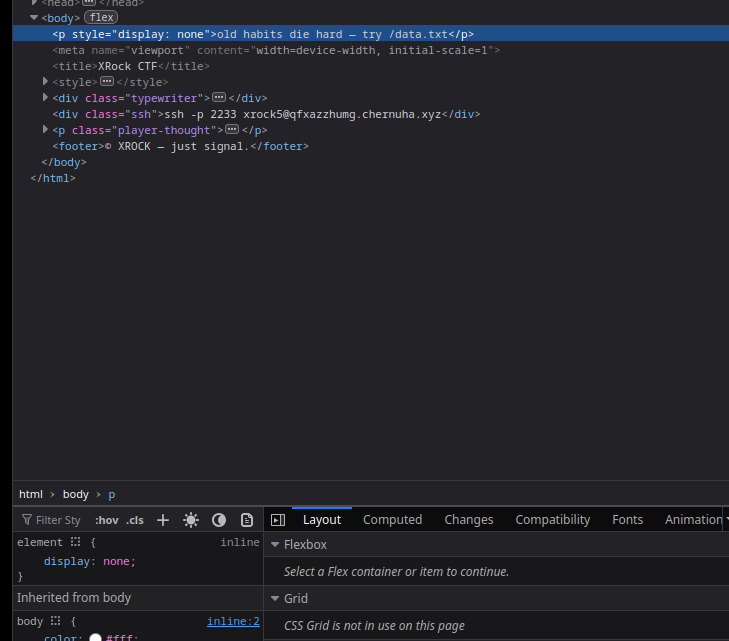 <head> </head>
<body> flex
<p style="display: none">old habits die hard — try /data.txt</p>
<meta name="viewport" content="width=device-width, initial-scale=1">
<title>XRock CTF</title>
<style> </style>
<div class="typewriter"> </div>
<div class="ssh">ssh -p 2233 xrock5@qfxazzhumg.chernuha.xyz</div>
<p class="player-thought"> </p>
<footer>© XROCK — just signal.</footer>
</body>
</html>
html > body > p
Filter Sty :hov .cls Layout Computed Changes Compatibility Fonts Animation
element { inline
display: none;
}
Inherited from body
body { inline:2
color: #fff;
Flexbox
Select a Flex container or item to continue.
Grid
CSS Grid is not in use on this page